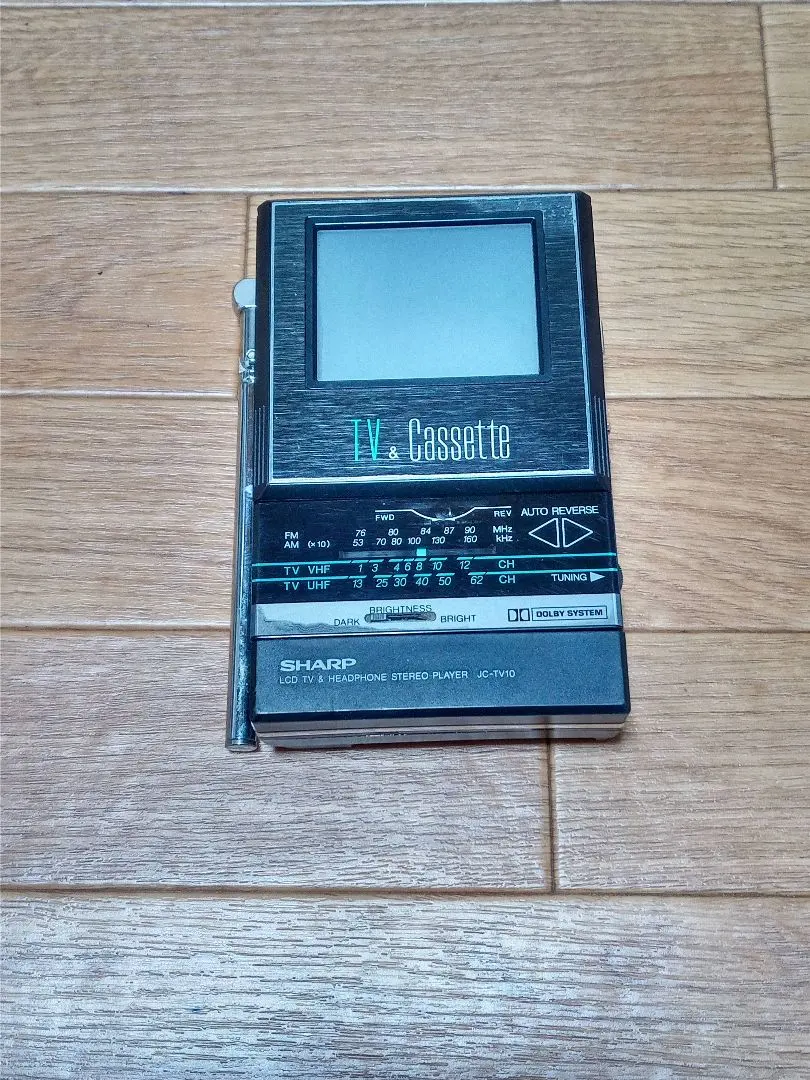 TV & Cassette
FWD REV AUTO REVERSE
FM 76 80 84 87 90 MHz
AM (×10) 53 70 80 100 130 160 kHz
TV VHF 1 3 4 6 8 10 12 CH
TV UHF 13 25 30 40 50 62 CH TUNING
BRIGHTNESS
DARK BRIGHT DOLBY SYSTEM
SHARP
LCD TV & HEADPHONE STEREO PLAYER JC-TV10